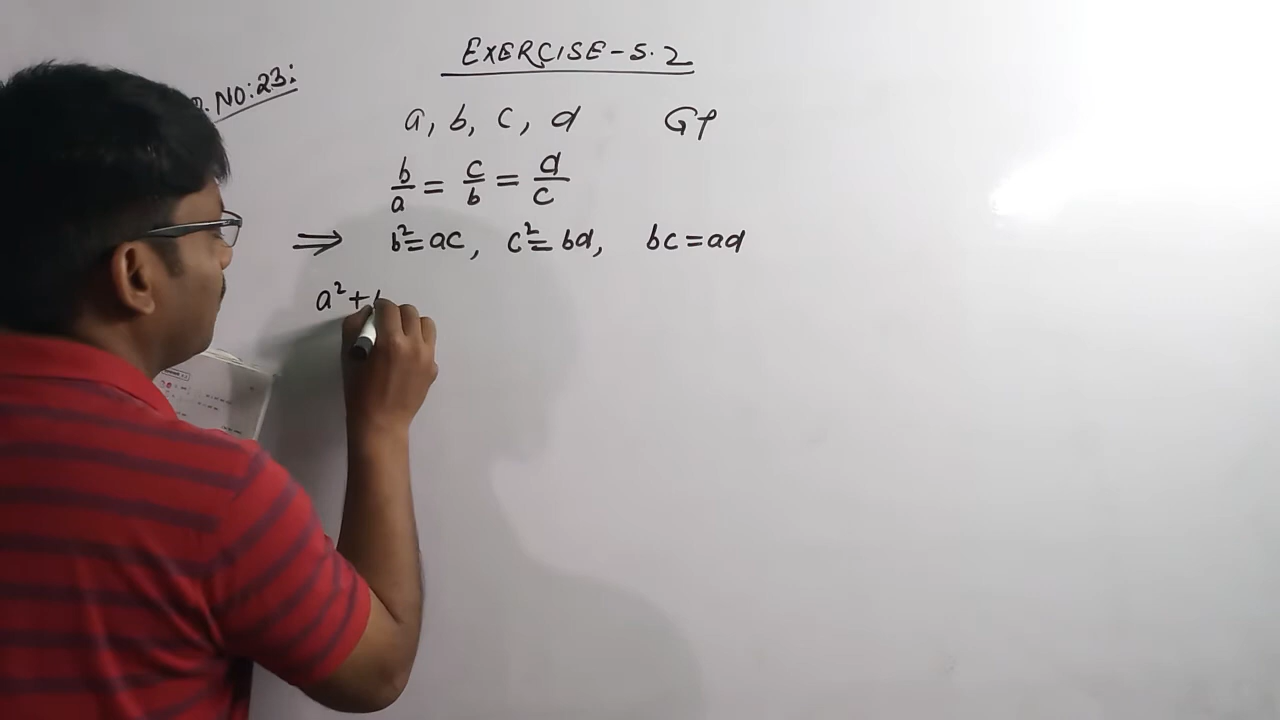 EXERCISE-5.2
. NO:23:
a, b, c, d GP
b/a = c/b = d/c
⇒ b²=ac, c²=bd, bc=ad
a²+